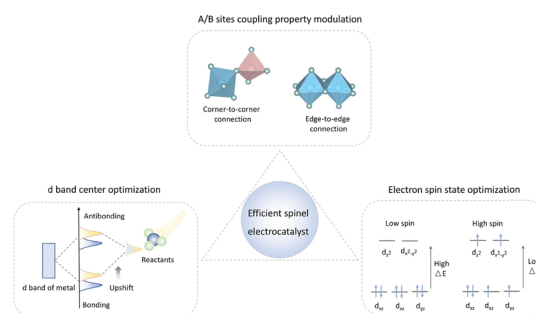 A/B sites coupling property modulation
Corner-to-corner
connection
Edge-to-edge
connection
d band center optimization
Antibonding
Reactants
d band of metal
Upshift
Bonding
Efficient spinel
electrocatalyst
Electron spin state optimization
Low spin
High spin
d_z² d_x²-y²
d_z² d_x²-y²
High
△E
Lo
△
d_xz d_xz d_yz
d_xz d_xz d_yz